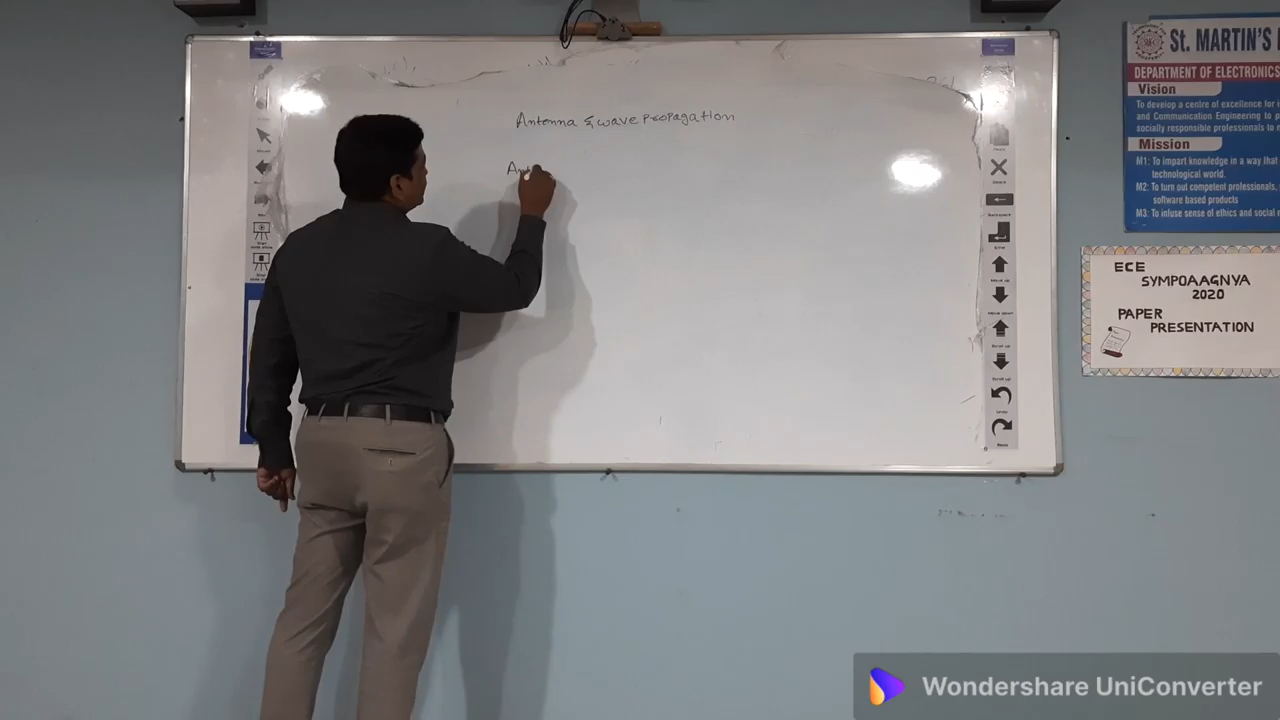 Antenna & wave propagation
Ant
St. MARTIN'S
DEPARTMENT OF ELECTRONICS
Vision
To develop a centre of excellence for
and Communication Engineering to
socially responsible professionals to
Mission
M1: To impart knowledge in a way that
technological world.
M2: To turn out competent professionals,
software based products
M3: To infuse sense of ethics and social
ECE
SYMPOAAGNYA
2020
PAPER
PRESENTATION
Undo
Wondershare UniConverter